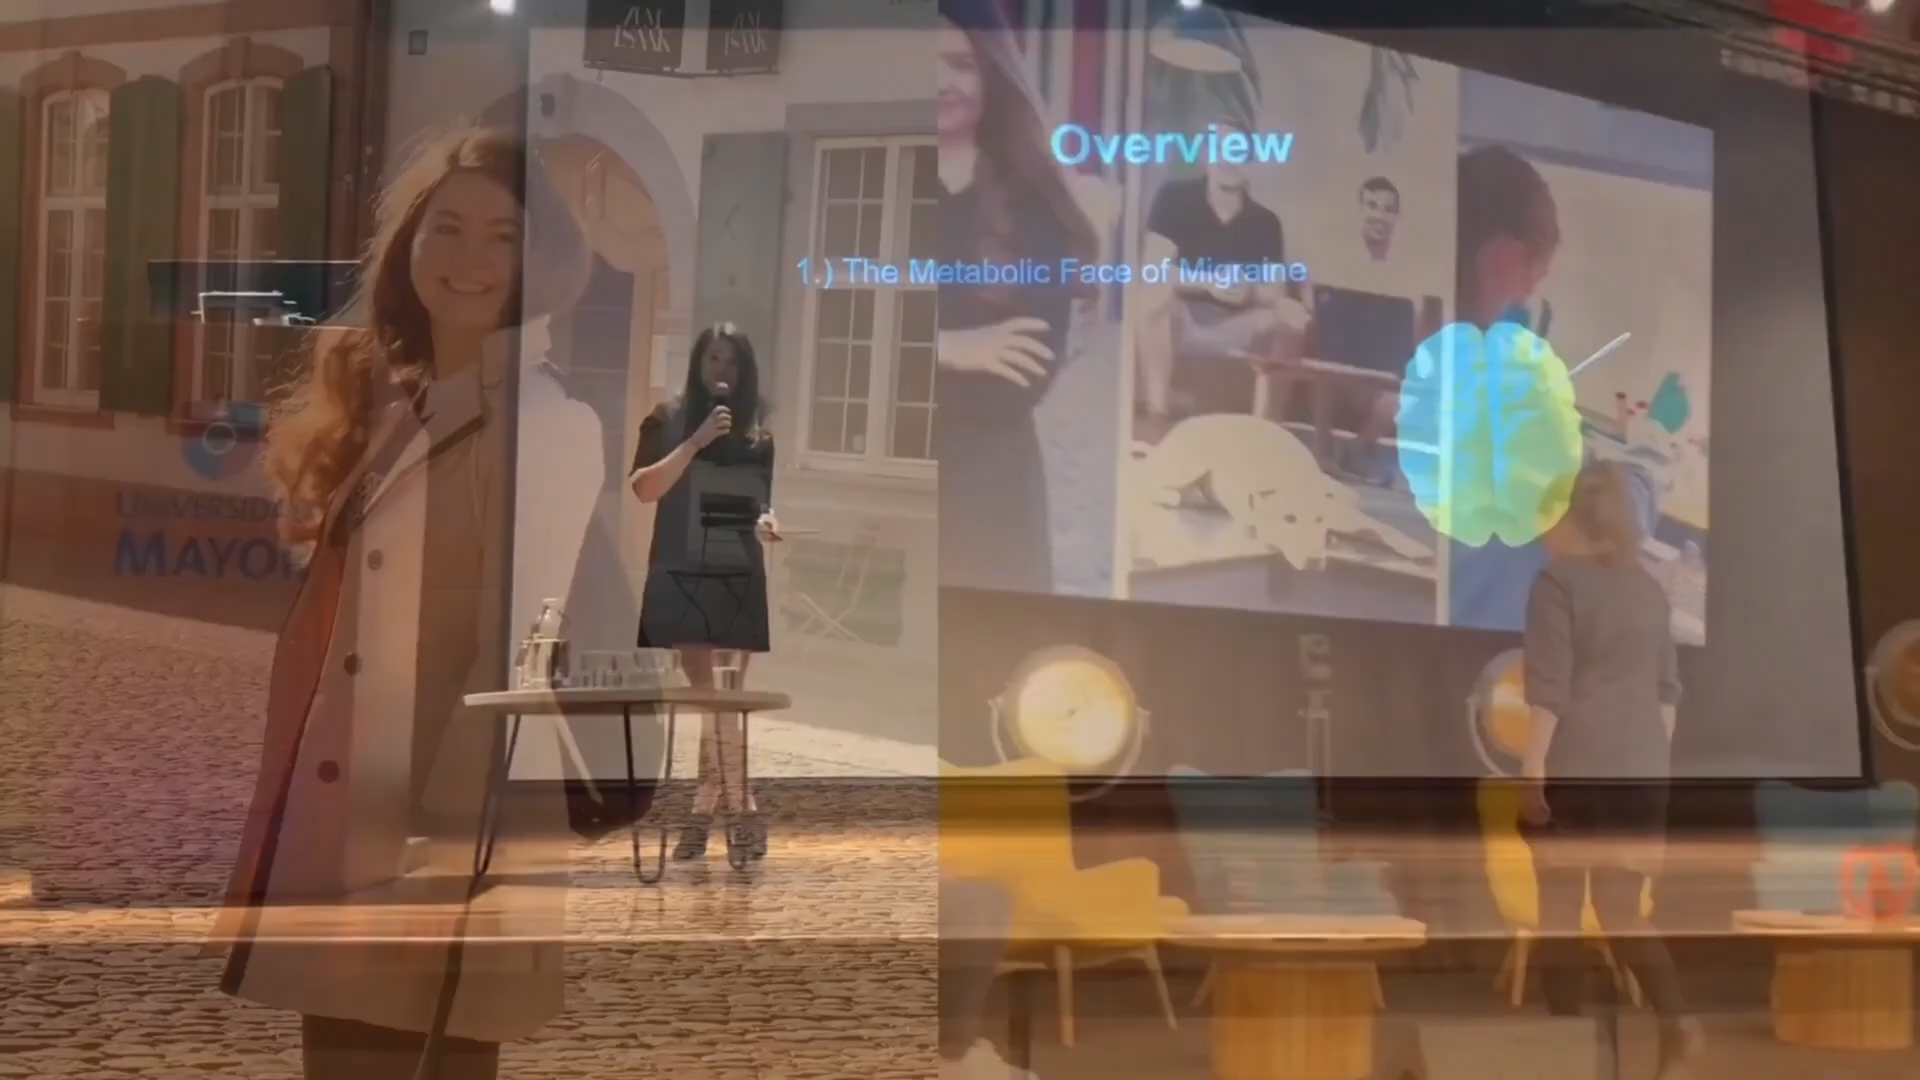 ZUM
ISAAK
ZUM
ISAAK
Overview
1.) The Metabolic Face of Migraine
UNIVERSIDAD
MAYOR